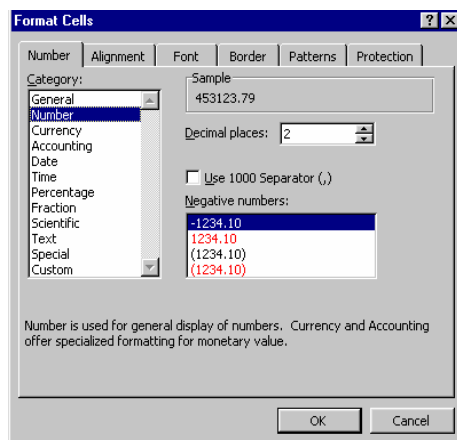 Format Cells
Number Alignment Font Border Patterns Protection
Category:
General
Number
Currency
Accounting
Date
Time
Percentage
Fraction
Scientific
Text
Special
Custom
Sample
453123.79
Decimal places: 2
Use 1000 Separator (,)
Negative numbers:
-1234.10
1234.10
(1234.10)
(1234.10)
Number is used for general display of numbers. Currency and Accounting
offer specialized formatting for monetary value.
OK Cancel